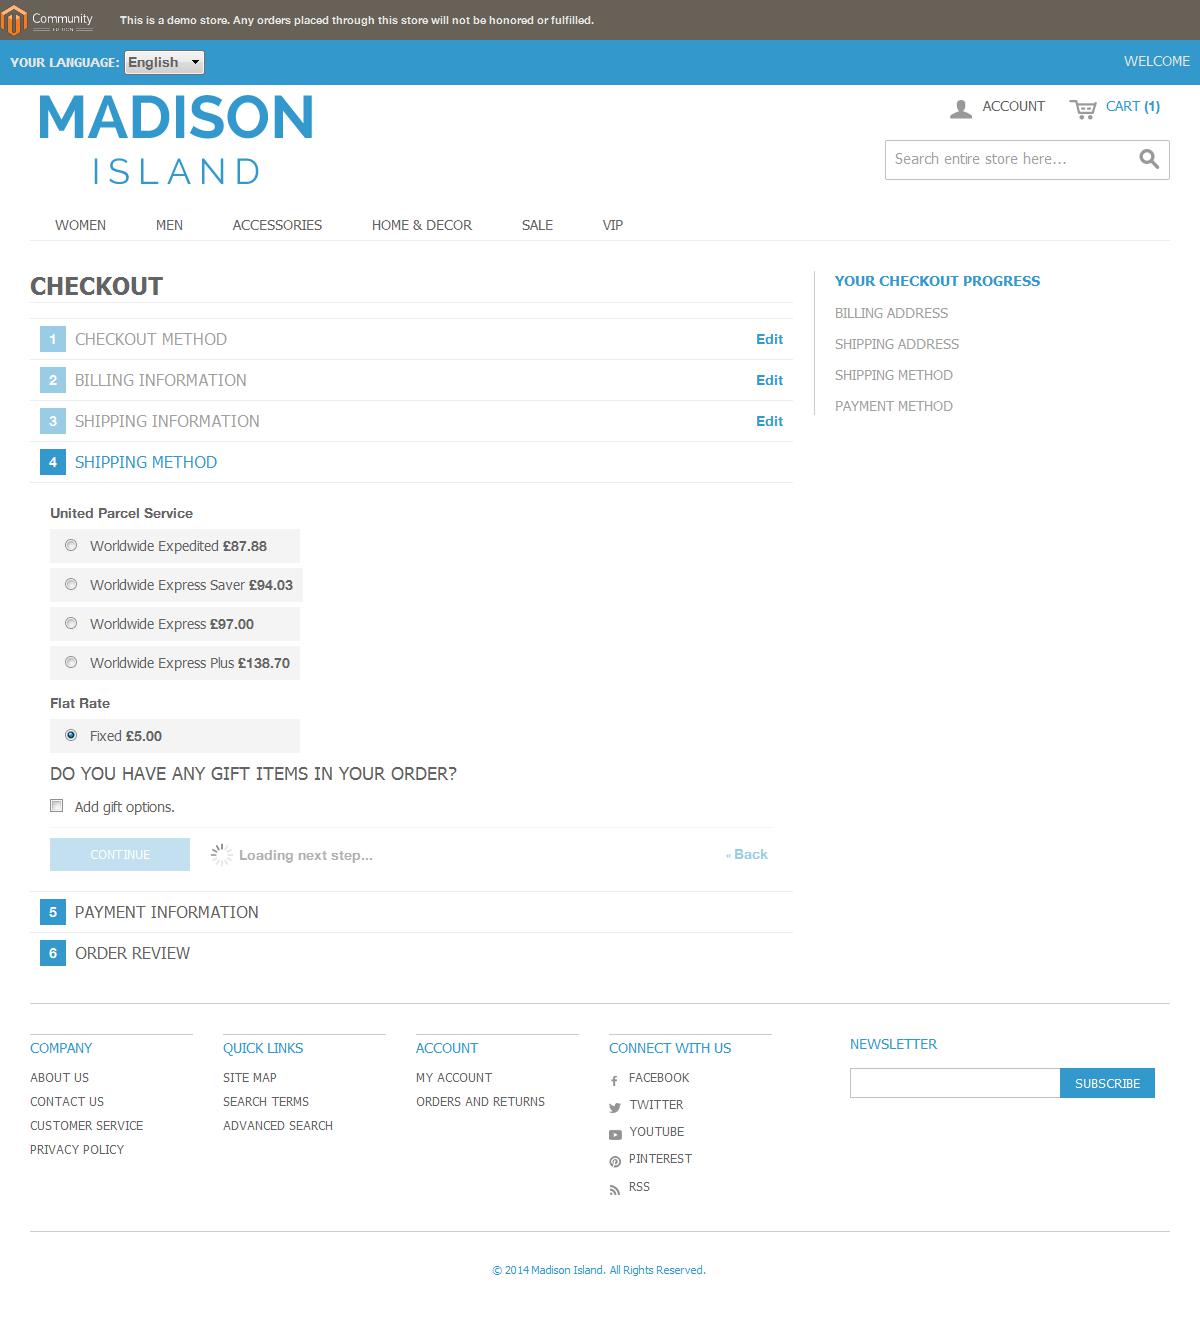 Community
EDITION
This is a demo store. Any orders placed through this store will not be honored or fulfilled.
YOUR LANGUAGE: English
WELCOME
MADISON
ISLAND
ACCOUNT
CART (1)
Search entire store here...
WOMEN
MEN
ACCESSORIES
HOME & DECOR
SALE
VIP
CHECKOUT
1 CHECKOUT METHOD Edit
2 BILLING INFORMATION Edit
3 SHIPPING INFORMATION Edit
4 SHIPPING METHOD
United Parcel Service
Worldwide Expedited £87.88
Worldwide Express Saver £94.03
Worldwide Express £97.00
Worldwide Express Plus £138.70
Flat Rate
Fixed £5.00
DO YOU HAVE ANY GIFT ITEMS IN YOUR ORDER?
Add gift options.
CONTINUE
Loading next step...
« Back
5 PAYMENT INFORMATION
6 ORDER REVIEW
YOUR CHECKOUT PROGRESS
BILLING ADDRESS
SHIPPING ADDRESS
SHIPPING METHOD
PAYMENT METHOD
COMPANY
ABOUT US
CONTACT US
CUSTOMER SERVICE
PRIVACY POLICY
QUICK LINKS
SITE MAP
SEARCH TERMS
ADVANCED SEARCH
ACCOUNT
MY ACCOUNT
ORDERS AND RETURNS
CONNECT WITH US
FACEBOOK
TWITTER
YOUTUBE
PINTEREST
RSS
NEWSLETTER
SUBSCRIBE
© 2014 Madison Island. All Rights Reserved.